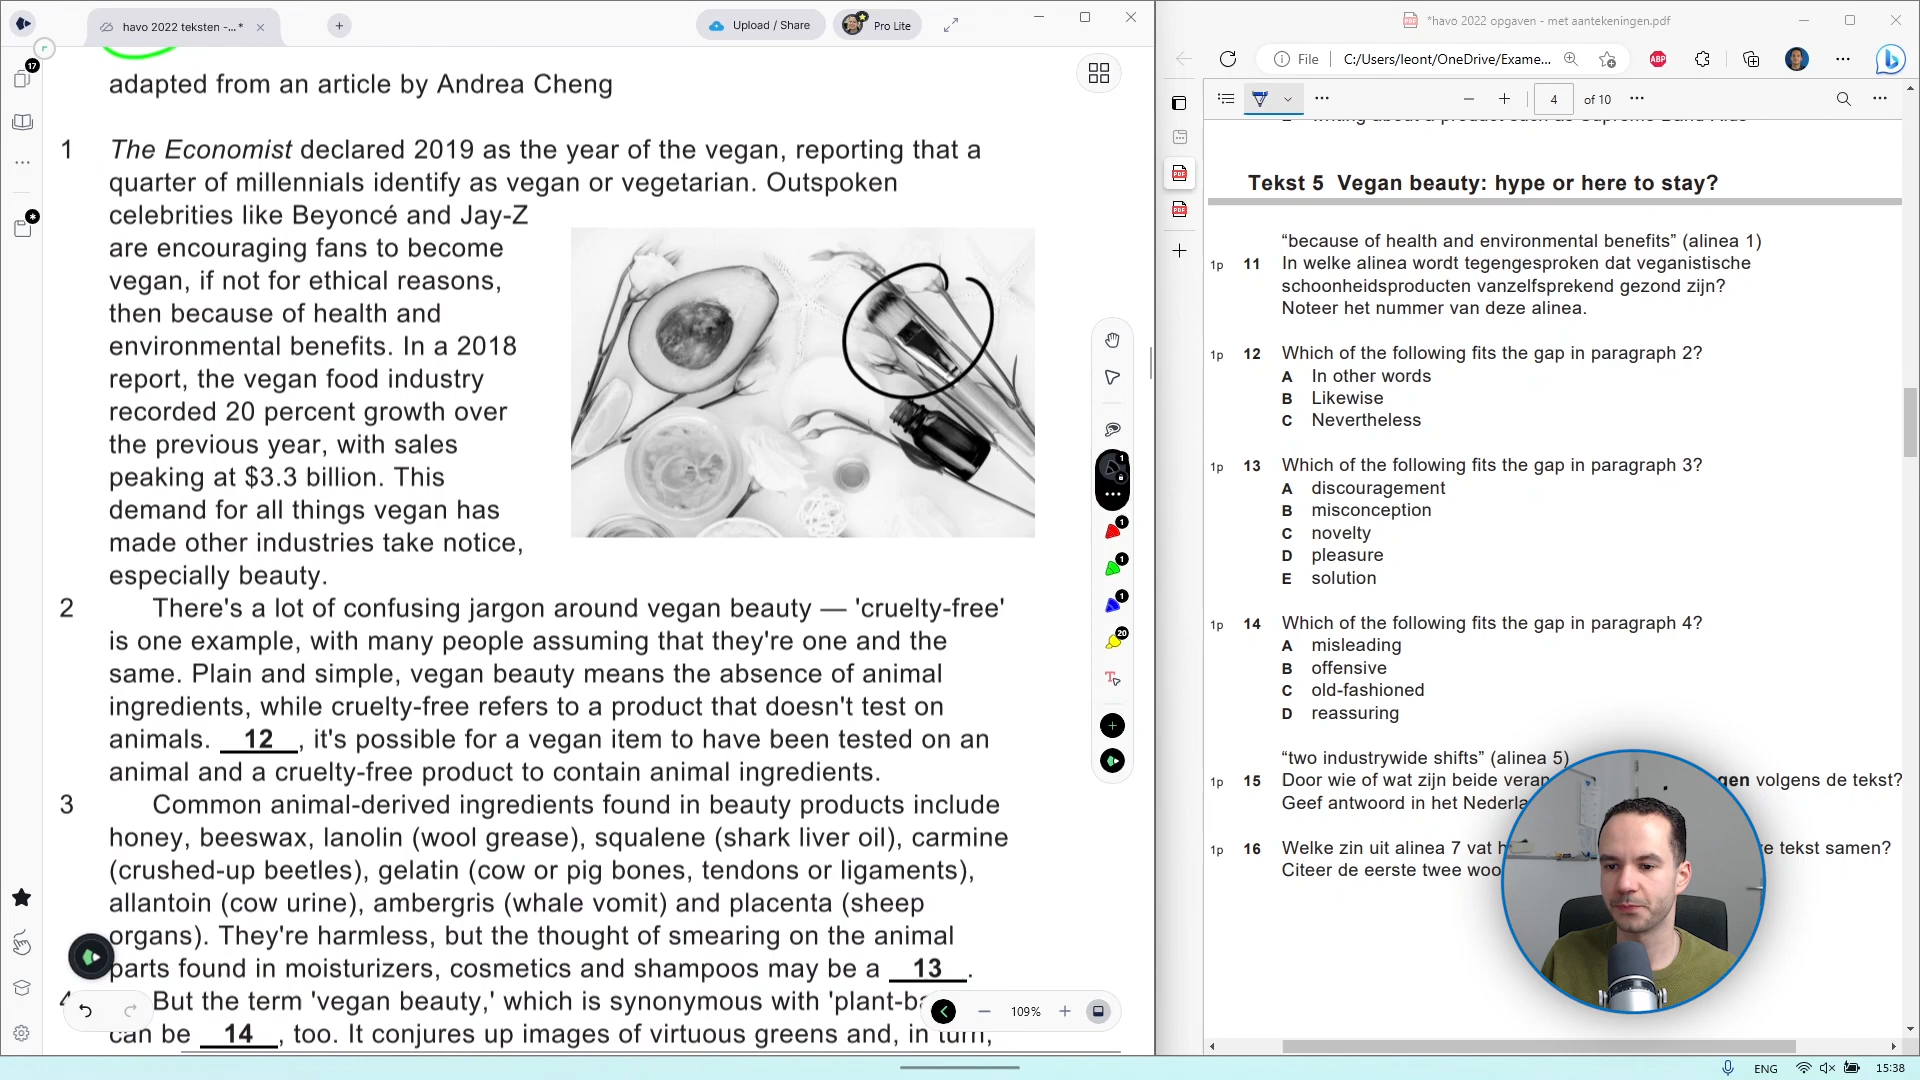 havo 2022 teksten -...*
Upload / Share
Pro Lite
17
adapted from an article by Andrea Cheng
1 The Economist declared 2019 as the year of the vegan, reporting that a
quarter of millennials identify as vegan or vegetarian. Outspoken
celebrities like Beyoncé and Jay-Z
are encouraging fans to become
vegan, if not for ethical reasons,
then because of health and
environmental benefits. In a 2018
report, the vegan food industry
recorded 20 percent growth over
the previous year, with sales
peaking at $3.3 billion. This
demand for all things vegan has
made other industries take notice,
especially beauty.
2 There's a lot of confusing jargon around vegan beauty — 'cruelty-free'
is one example, with many people assuming that they're one and the
same. Plain and simple, vegan beauty means the absence of animal
ingredients, while cruelty-free refers to a product that doesn't test on
animals. 12 , it's possible for a vegan item to have been tested on an
animal and a cruelty-free product to contain animal ingredients.
3 Common animal-derived ingredients found in beauty products include
honey, beeswax, lanolin (wool grease), squalene (shark liver oil), carmine
(crushed-up beetles), gelatin (cow or pig bones, tendons or ligaments),
allantoin (cow urine), ambergris (whale vomit) and placenta (sheep
organs). They're harmless, but the thought of smearing on the animal
parts found in moisturizers, cosmetics and shampoos may be a 13 .
4 But the term 'vegan beauty,' which is synonymous with 'plant-
can be 14 , too. It conjures up images of virtuous greens and, in turn,
1
1
1
1
20
109%
*havo 2022 opgaven - met aantekeningen.pdf
File C:/Users/leont/OneDrive/Exame...
ABP
4 of 10
Tekst 5 Vegan beauty: hype or here to stay?
“because of health and environmental benefits” (alinea 1)
1p 11 In welke alinea wordt tegengesproken dat veganistische
schoonheidsproducten vanzelfsprekend gezond zijn?
Noteer het nummer van deze alinea.
1p 12 Which of the following fits the gap in paragraph 2?
A In other words
B Likewise
C Nevertheless
1p 13 Which of the following fits the gap in paragraph 3?
A discouragement
B misconception
C novelty
D pleasure
E solution
1p 14 Which of the following fits the gap in paragraph 4?
A misleading
B offensive
C old-fashioned
D reassuring
“two industrywide shifts” (alinea 5)
1p 15 Door wie of wat zijn beide volgens de tekst?
Geef antwoord in het
1p 16 Welke zin uit alinea 7 vat tekst samen?
Citeer de eerste twee
ENG
15:38